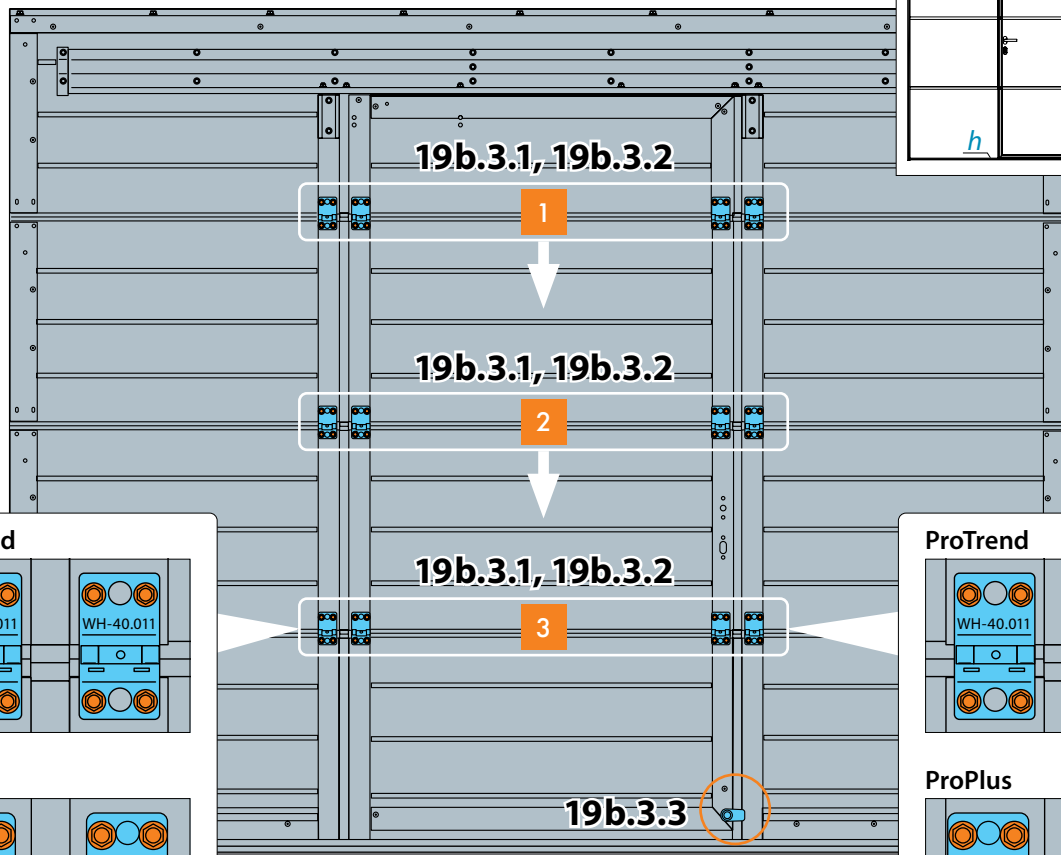 h
19b.3.1, 19b.3.2
1
19b.3.1, 19b.3.2
2
19b.3.1, 19b.3.2
3
d
011
WH-40.011
ProTrend
WH-40.011
ProPlus
19b.3.3